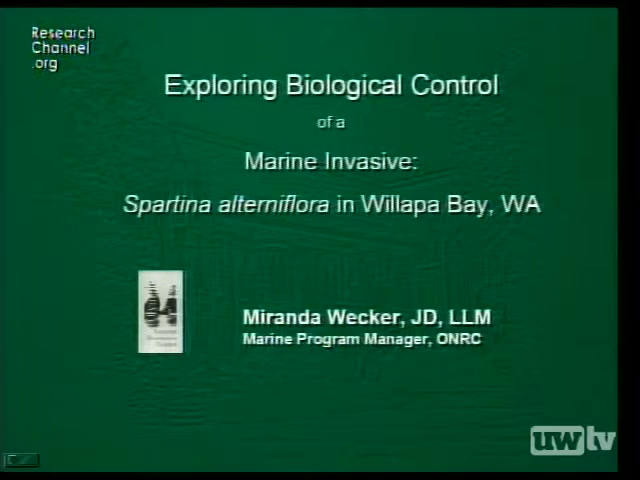 Research
Channel
.org
Exploring Biological Control
of a
Marine Invasive:
Spartina alterniflora in Willapa Bay, WA
Miranda Wecker, JD, LLM
Marine Program Manager, ONRC
uwtv